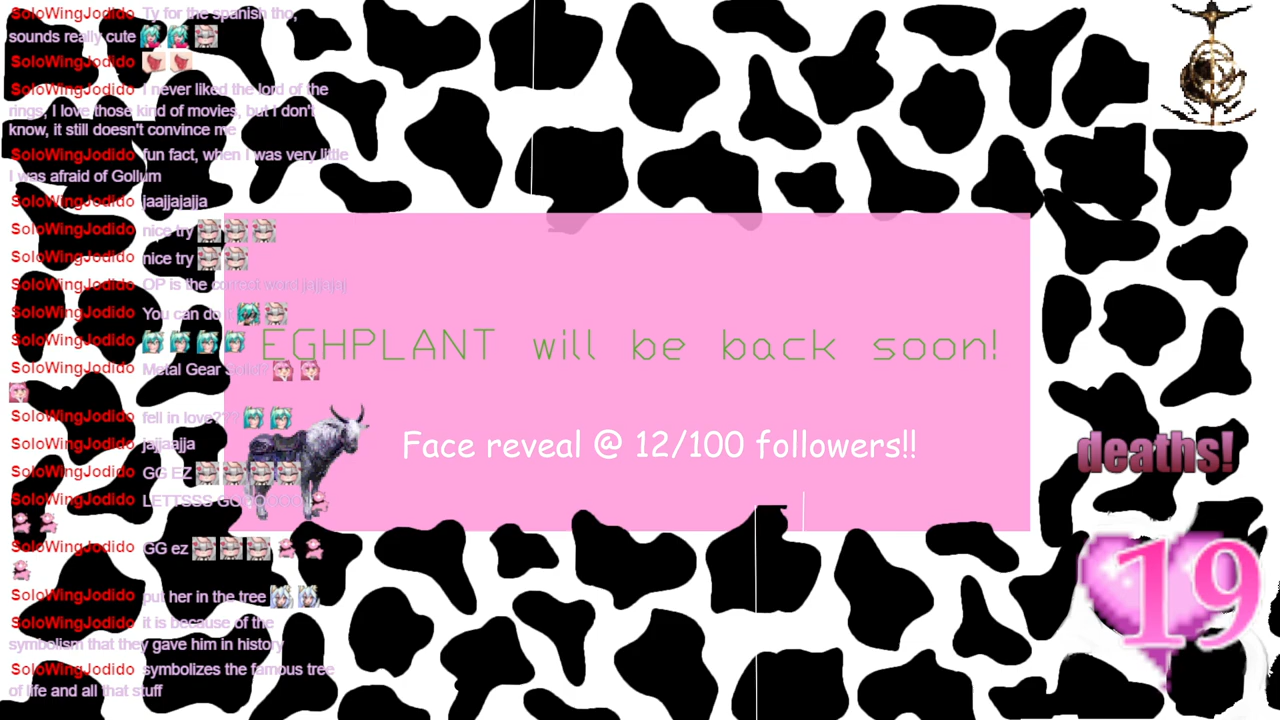 SoloWingJodido Ty for the spanish tho,
sounds really cute
SoloWingJodido
SoloWingJodido I never liked the lord of the
rings, I love those kind of movies, but I don't
know, it still doesn't convince me
SoloWingJodido fun fact, when I was very little
I was afraid of Gollum
SoloWingJodido jaajjajajja
SoloWingJodido nice try
SoloWingJodido nice try
SoloWingJodido OP is the correct word jajjajajj
SoloWingJodido You can do
SoloWingJodido
EGHPLANT will be back soon!
SoloWingJodido Metal Gear
SoloWingJodido fell in love???
SoloWingJodido jajjaajja
Face reveal @ 12/100 followers!!
deaths!
SoloWingJodido GG EZ
SoloWingJodido LETTSSS
SoloWingJodido GG ez
19
SoloWingJodido put her in the tree
SoloWingJodido it is because of the
symbolism that they gave him in history
SoloWingJodido symbolizes the famous tree
of life and all that stuff